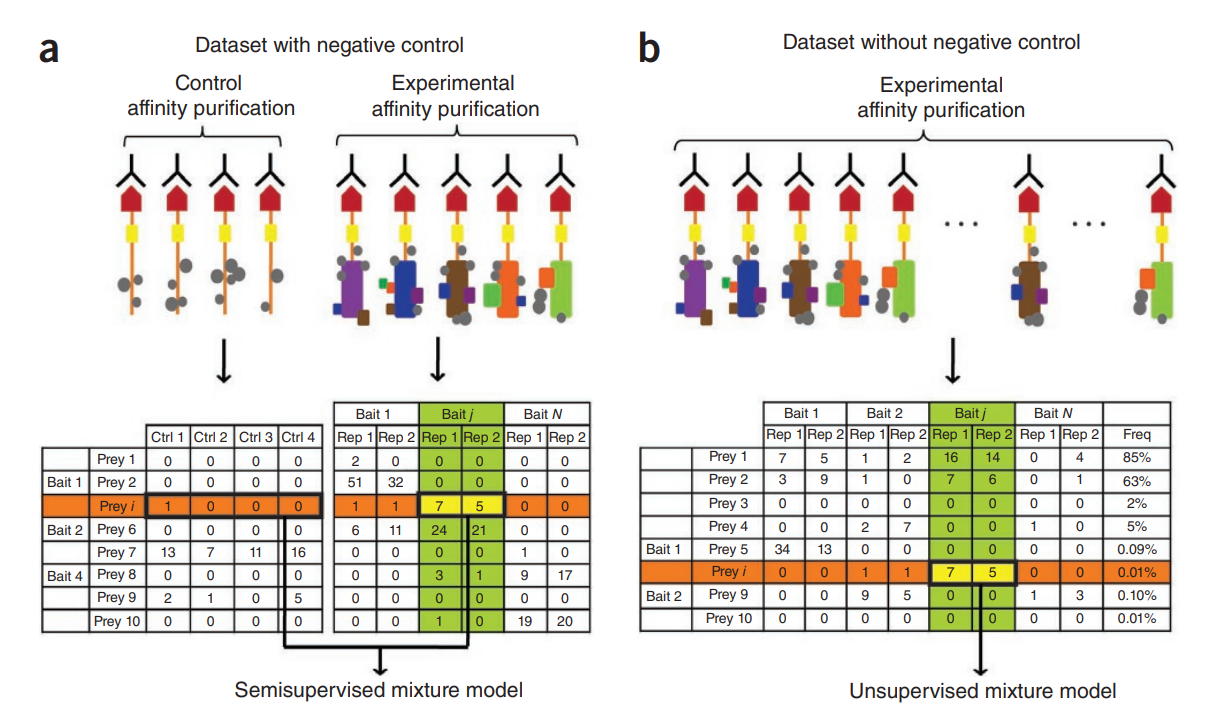 a
Dataset with negative control
Control
affinity purification
Experimental
affinity purification
Ctrl 1 Ctrl 2 Ctrl 3 Ctrl 4
Bait 1 Bait j Bait N
Rep 1 Rep 2 Rep 1 Rep 2 Rep 1 Rep 2
Prey 1 0 0 0 0 2 0 0 0 0 0
Bait 1 Prey 2 0 0 0 0 51 32 0 0 0 0
Prey i 1 0 0 0 1 1 7 5 0 0
Bait 2 Prey 6 0 0 0 0 6 11 24 21 0 0
Prey 7 13 7 11 16 0 0 0 0 1 0
Bait 4 Prey 8 0 0 0 0 0 0 3 1 9 17
Prey 9 2 1 0 5 0 0 0 0 0 0
Prey 10 0 0 0 0 0 0 1 0 19 20
Semisupervised mixture model
b
Dataset without negative control
Experimental
affinity purification
... ...
Bait 1 Bait 2 Bait j Bait N
Rep 1 Rep 2 Rep 1 Rep 2 Rep 1 Rep 2 Rep 1 Rep 2 Freq
Prey 1 7 5 1 2 16 14 0 4 85%
Prey 2 3 9 1 0 7 6 0 1 63%
Prey 3 0 0 0 0 0 0 0 0 2%
Prey 4 0 0 2 7 0 0 1 0 5%
Bait 1 Prey 5 34 13 0 0 0 0 0 0 0.09%
Prey i 0 0 1 1 7 5 0 0 0.01%
Bait 2 Prey 9 0 0 9 5 0 0 1 3 0.10%
Prey 10 0 0 0 0 0 0 0 0 0.01%
Unsupervised mixture model